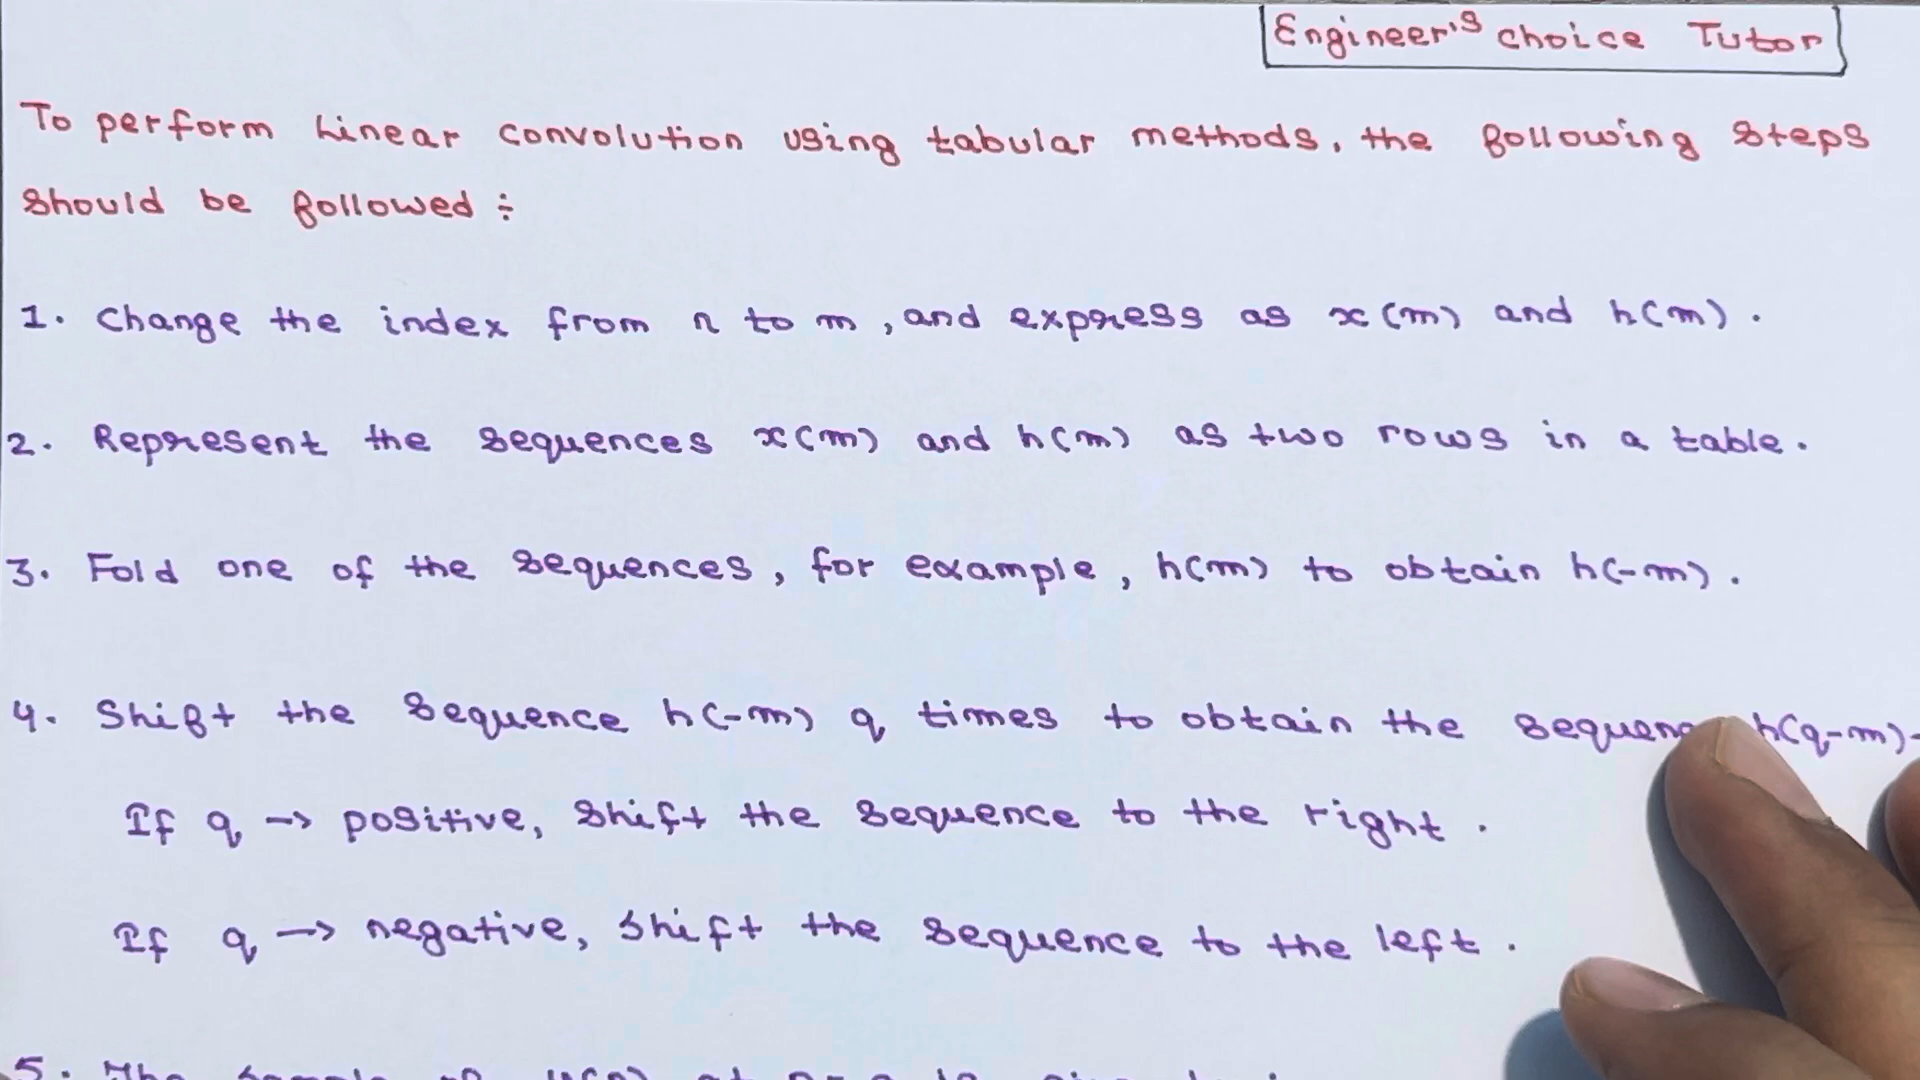 Engineer's choice Tutor
To perform Linear convolution using tabular methods, the following steps
should be followed :
1. Change the index from n to m, and express as x(m) and h(m).
2. Represent the sequences x(m) and h(m) as two rows in a table.
3. Fold one of the sequences, for example, h(m) to obtain h(-m).
4. Shift the sequence h(-m) q times to obtain the h(q-m).
If q -> positive, shift the sequence to the right.
If q -> negative, shift the sequence to the left.
5. The